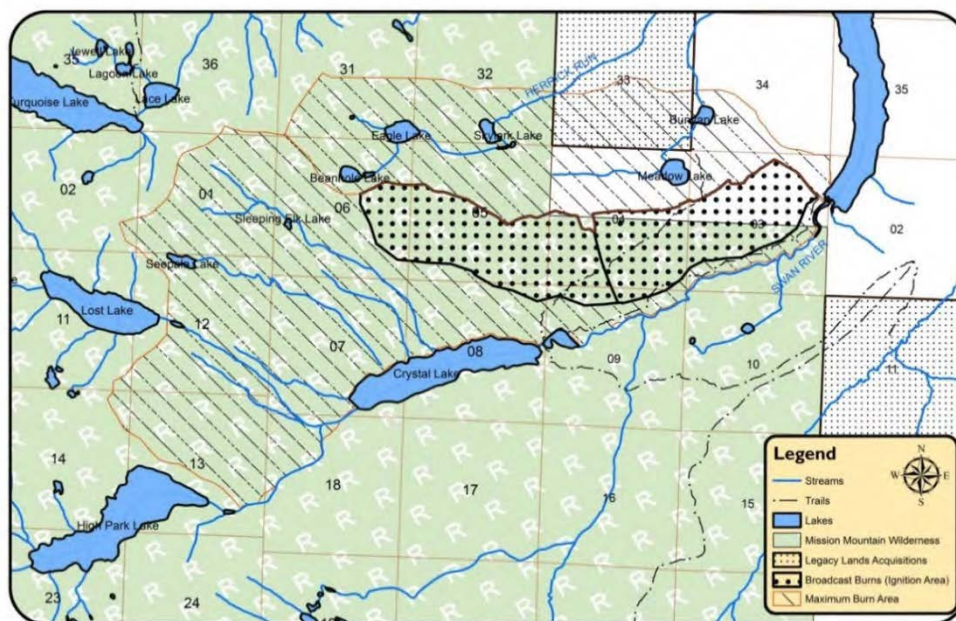 35
Jewel Lake
36
Lagoon Lake
Lace Lake
Turquoise Lake
31
32
HERRICK RUN
33
34
35
Eagle Lake
Skylark Lake
Bunyan Lake
Beanhole Lake
Meadow Lake
02
01
06
05
04
03
02
Sleeping Elk Lake
Seepala Lake
SWAN RIVER
Lost Lake
11
12
07
08
Crystal Lake
09
10
11
14
13
18
17
16
15
High Park Lake
23
24
Legend
N
W E
S
Streams
Trails
Lakes
Mission Mountain Wilderness
Legacy Lands Acquisitions
Broadcast Burns (Ignition Area)
Maximum Burn Area